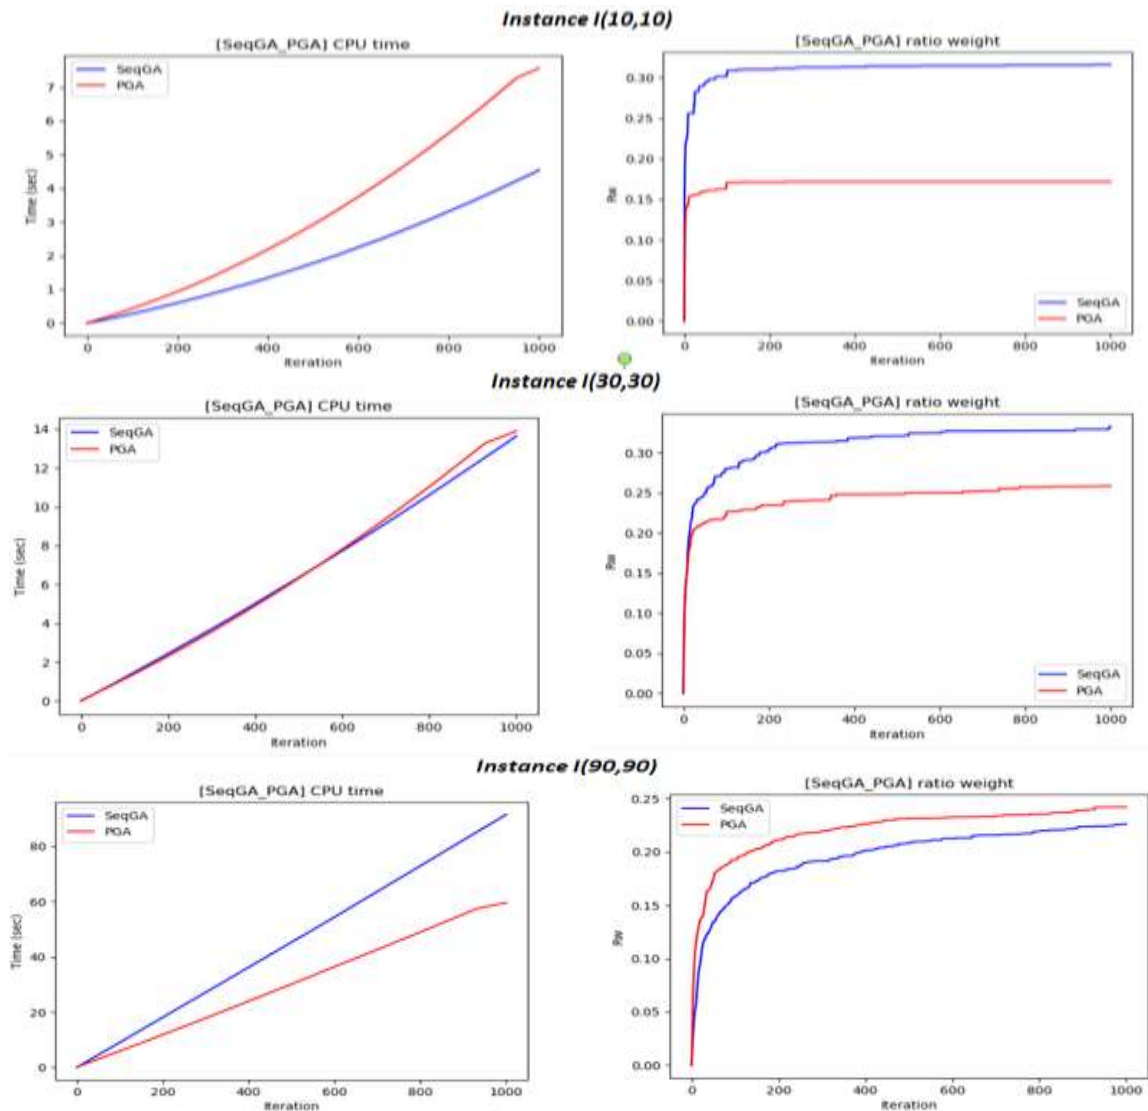 Instance I(10,10)
[SeqGA_PGA] CPU time
SeqGA
PGA
7
6
5
4
3
2
1
0
Time (sec)
0 200 400 600 800 1000
Iteration
[SeqGA_PGA] ratio weight
0.30
0.25
0.20
0.15
0.10
0.05
0.00
Rw
SeqGA
PGA
0 200 400 600 800 1000
Iteration
Instance I(30,30)
[SeqGA_PGA] CPU time
SeqGA
PGA
14
12
10
8
6
4
2
0
Time (sec)
0 200 400 600 800 1000
Iteration
[SeqGA_PGA] ratio weight
0.30
0.25
0.20
0.15
0.10
0.05
0.00
Rw
SeqGA
PGA
0 200 400 600 800 1000
Iteration
Instance I(90,90)
[SeqGA_PGA] CPU time
SeqGA
PGA
80
60
40
20
0
Time (sec)
0 200 400 600 800 1000
Iteration
[SeqGA_PGA] ratio weight
SeqGA
PGA
0.25
0.20
0.15
0.10
0.05
0.00
Rw
0 200 400 600 800 1000
Iteration